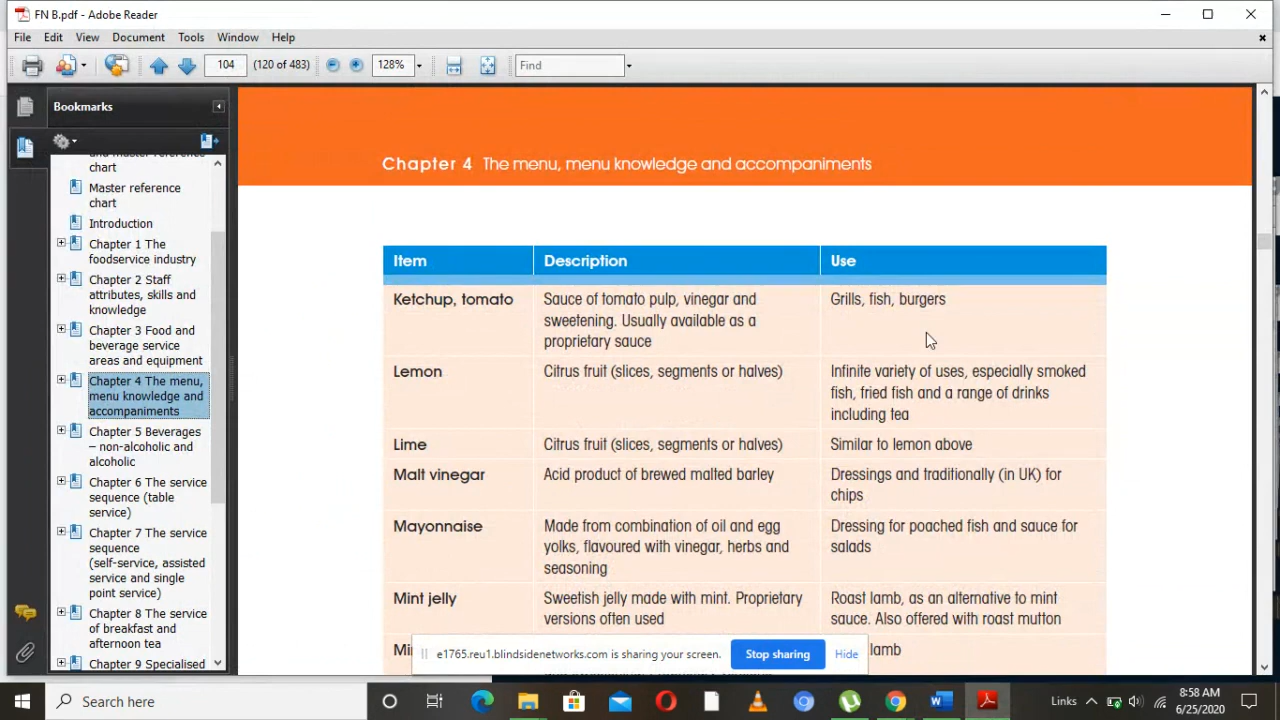 FN B.pdf - Adobe Reader
File Edit View Document Tools Window Help
104 (120 of 483) 128% Find
Bookmarks
and master reference
chart
Master reference
chart
Introduction
Chapter 1 The
foodservice industry
Chapter 2 Staff
attributes, skills and
knowledge
Chapter 3 Food and
beverage service
areas and equipment
Chapter 4 The menu,
menu knowledge and
accompaniments
Chapter 5 Beverages
– non-alcoholic and
alcoholic
Chapter 6 The service
sequence (table
service)
Chapter 7 The service
sequence
(self-service, assisted
service and single
point service)
Chapter 8 The service
of breakfast and
afternoon tea
Chapter 9 Specialised
Chapter 4 The menu, menu knowledge and accompaniments
Item Description Use
Ketchup, tomato Sauce of tomato pulp, vinegar and Grills, fish, burgers
sweetening. Usually available as a
proprietary sauce
Lemon Citrus fruit (slices, segments or halves) Infinite variety of uses, especially smoked
fish, fried fish and a range of drinks
including tea
Lime Citrus fruit (slices, segments or halves) Similar to lemon above
Malt vinegar Acid product of brewed malted barley Dressings and traditionally (in UK) for
chips
Mayonnaise Made from combination of oil and egg Dressing for poached fish and sauce for
yolks, flavoured with vinegar, herbs and salads
seasoning
Mint jelly Sweetish jelly made with mint. Proprietary Roast lamb, as an alternative to mint
versions often used sauce. Also offered with roast mutton
lamb
e1765.reu1.blindsidenetworks.com is sharing your screen. Stop sharing Hide
Search here
Links 8:58 AM
6/25/2020